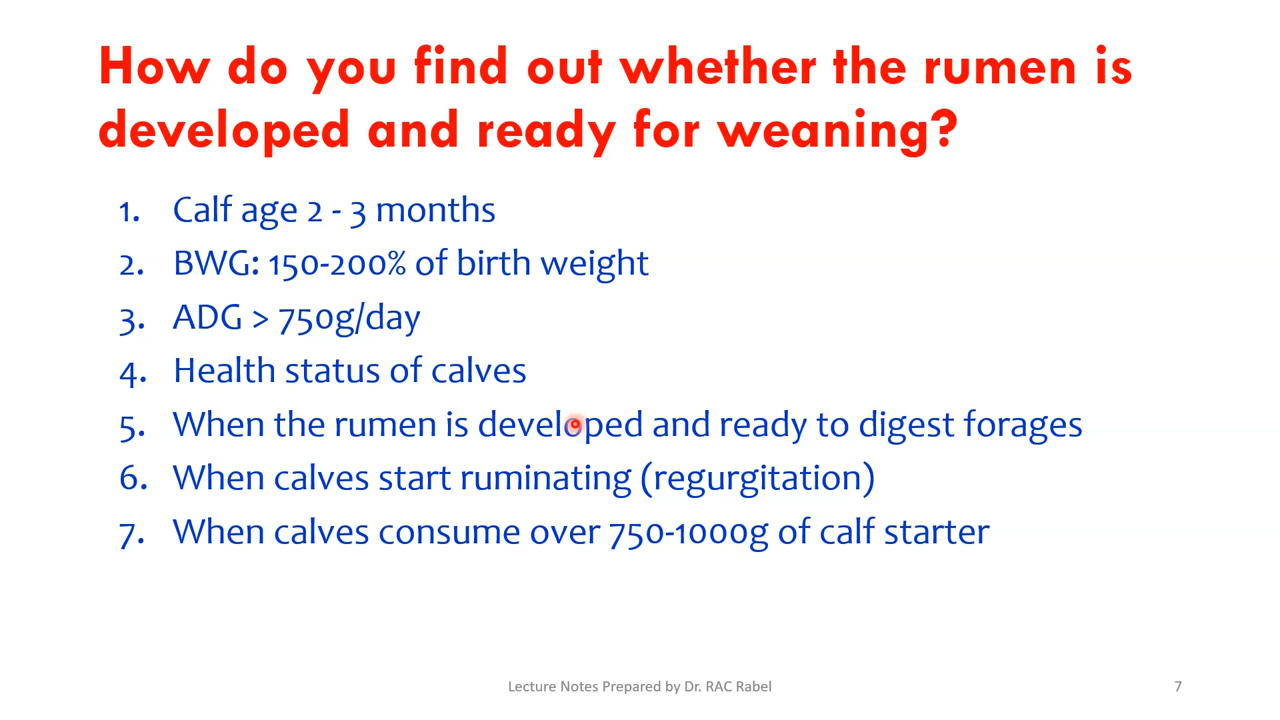 How do you find out whether the rumen is
developed and ready for weaning?
1. Calf age 2 - 3 months
2. BWG: 150-200% of birth weight
3. ADG > 750g/day
4. Health status of calves
5. When the rumen is developed and ready to digest forages
6. When calves start ruminating (regurgitation)
7. When calves consume over 750-1000g of calf starter
Lecture Notes Prepared by Dr. RAC Rabel
7